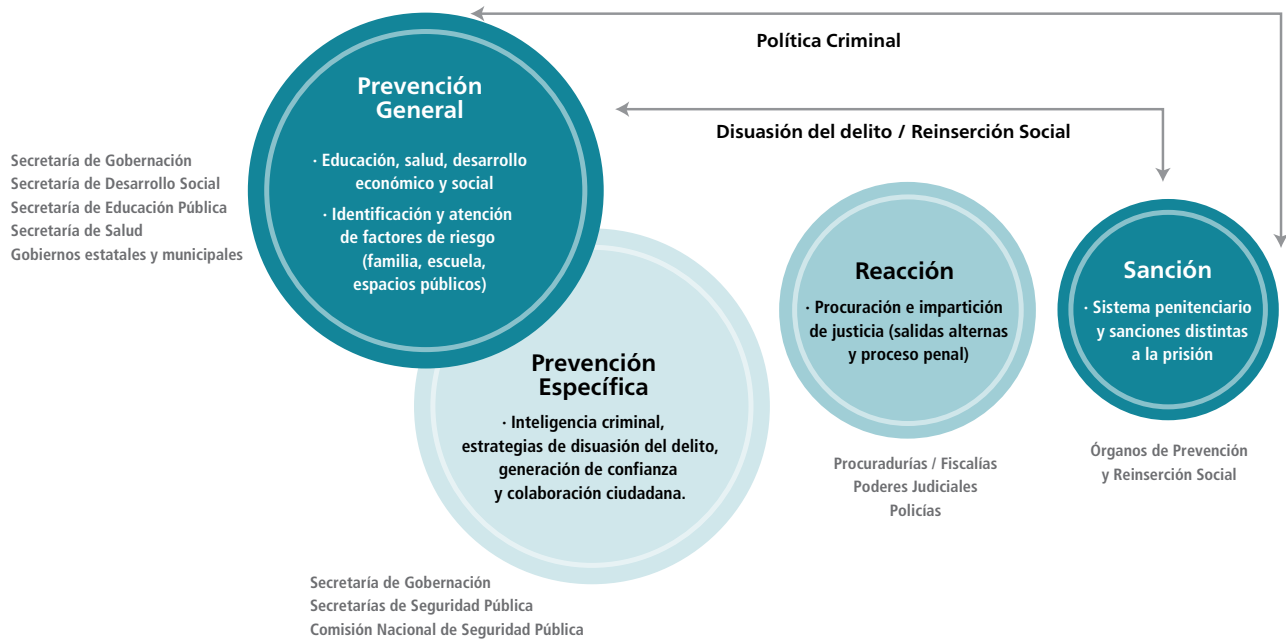 Política Criminal
Disuasión del delito / Reinserción Social
Prevención
General
· Educación, salud, desarrollo
económico y social
· Identificación y atención
de factores de riesgo
(familia, escuela,
espacios públicos)
Secretaría de Gobernación
Secretaría de Desarrollo Social
Secretaría de Educación Pública
Secretaría de Salud
Gobiernos estatales y municipales
Prevención
Específica
· Inteligencia criminal,
estrategias de disuasión del delito,
generación de confianza
y colaboración ciudadana.
Secretaría de Gobernación
Secretarías de Seguridad Pública
Comisión Nacional de Seguridad Pública
Reacción
· Procuración e impartición
de justicia (salidas alternas
y proceso penal)
Procuradurías / Fiscalías
Poderes Judiciales
Policías
Sanción
· Sistema penitenciario
y sanciones distintas
a la prisión
Órganos de Prevención
y Reinserción Social